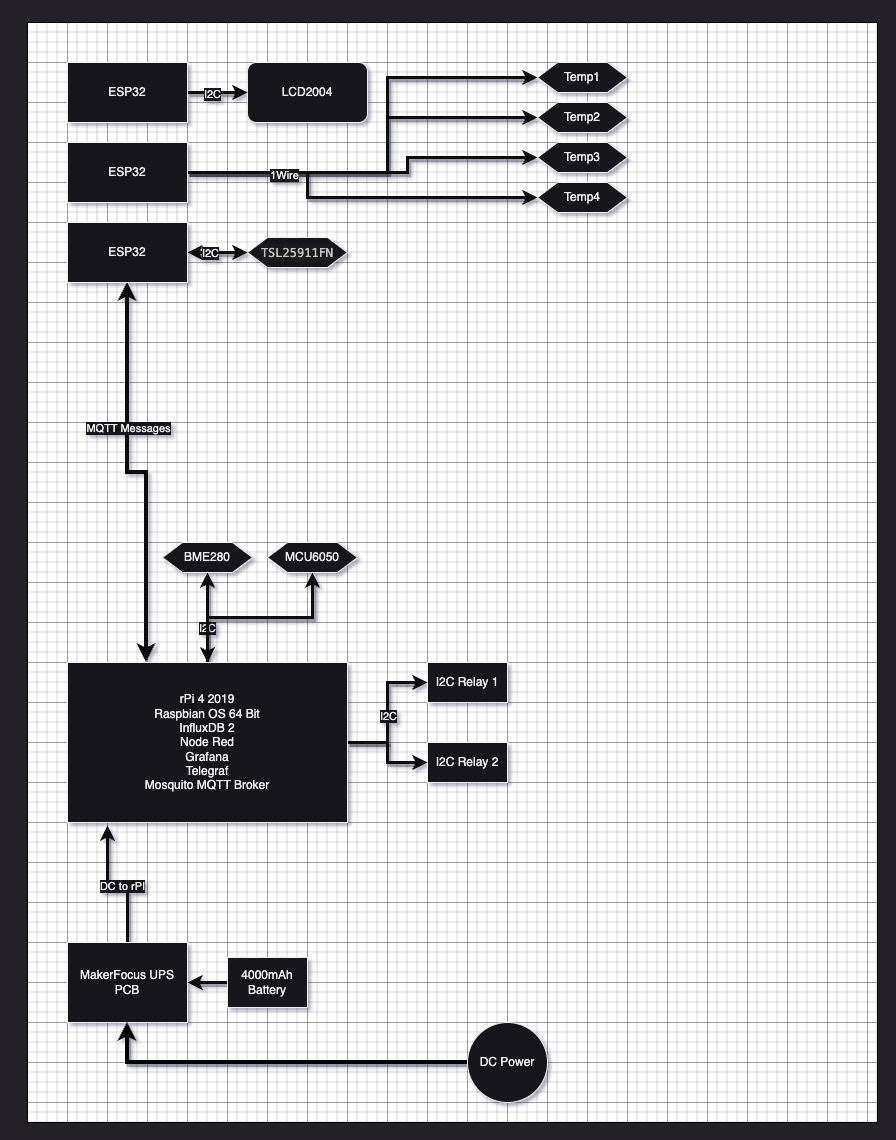 ESP32
I2C
LCD2004
Temp1
Temp2
ESP32
1Wire
Temp3
Temp4
ESP32
I2C
TSL25911FN
MQTT Messages
BME280
MCU6050
I2C
rPi 4 2019
Raspbian OS 64 Bit
InfluxDB 2
Node Red
Grafana
Telegraf
Mosquito MQTT Broker
I2C Relay 1
I2C
I2C Relay 2
DC to rPI
MakerFocus UPS
PCB
4000mAh
Battery
DC Power